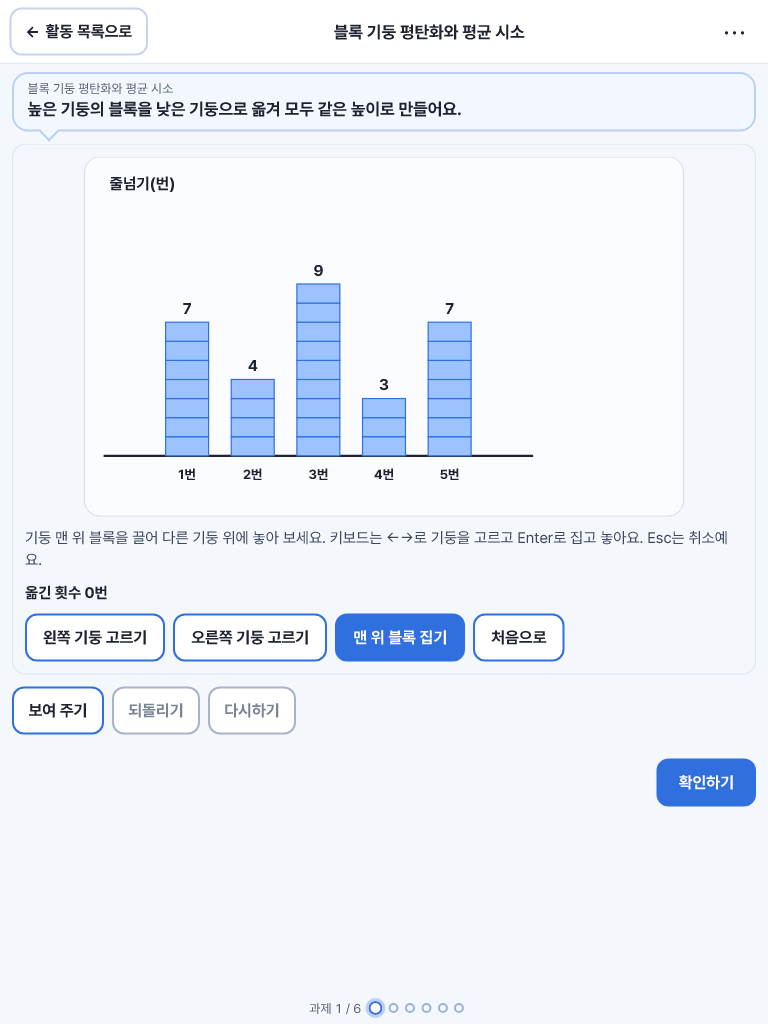 ← 활동 목록으로
블록 기둥 평탄화와 평균 시소
...
블록 기둥 평탄화와 평균 시소
높은 기둥의 블록을 낮은 기둥으로 옮겨 모두 같은 높이로 만들어요.
줄넘기(번)
7 4 9 3 7
1번 2번 3번 4번 5번
기둥 맨 위 블록을 끌어 다른 기둥 위에 놓아 보세요. 키보드는 ←→로 기둥을 고르고 Enter로 집고 놓아요. Esc는 취소예
요.
옮긴 횟수 0번
왼쪽 기둥 고르기 오른쪽 기둥 고르기 맨 위 블록 집기 처음으로
보여 주기 되돌리기 다시하기
확인하기
과제 1 / 6